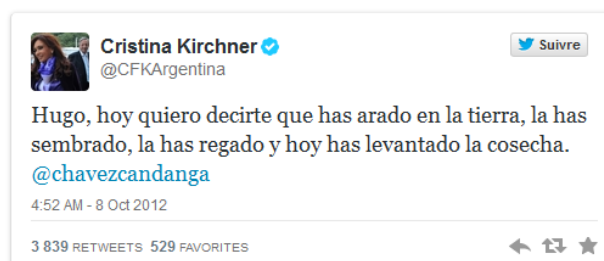 Cristina Kirchner
@CFKArgentina
Suivre
Hugo, hoy quiero decirte que has arado en la tierra, la has
sembrado, la has regado y hoy has levantado la cosecha.
@chavezcandanga
4:52 AM - 8 Oct 2012
3 839 RETWEETS 529 FAVORITES